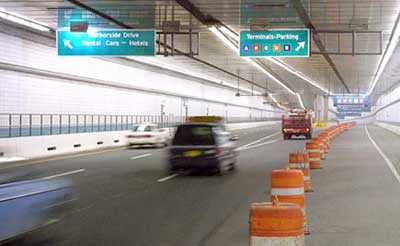 Harborside Drive
Rental Cars - Hotels
Terminals-Parking
A B C D E